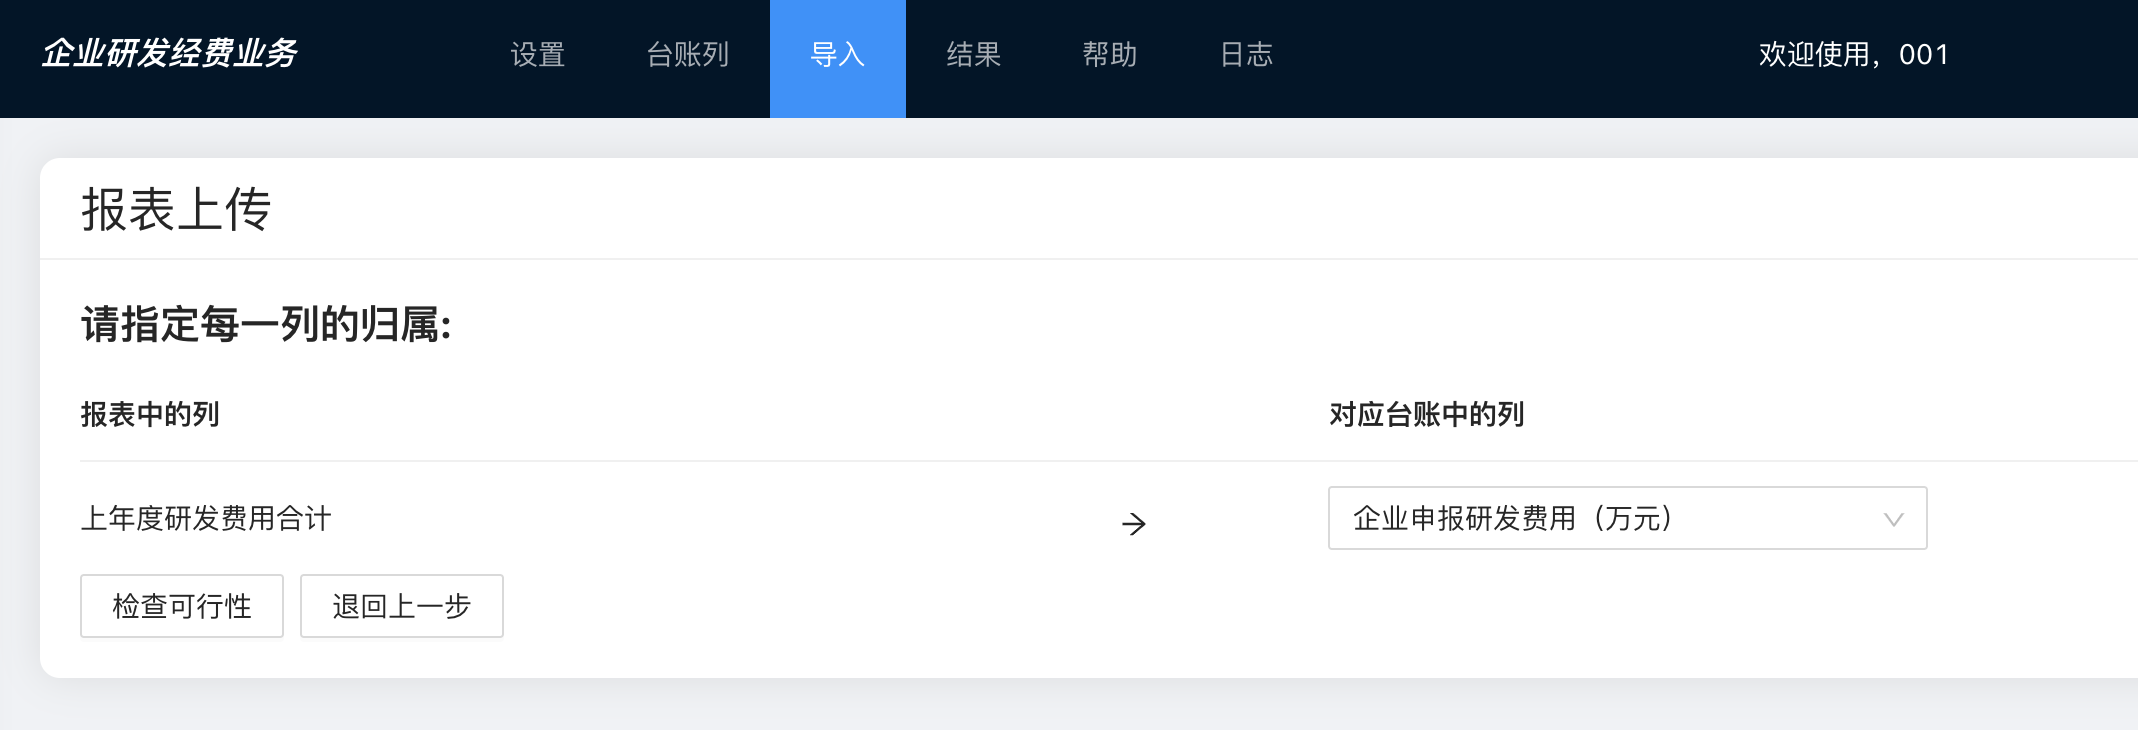 企业研发经费业务 设置 台账列 导入 结果 帮助 日志 欢迎使用，001
报表上传
请指定每一列的归属:
报表中的列 对应台账中的列
上年度研发费用合计 → 企业申报研发费用（万元）
检查可行性 退回上一步